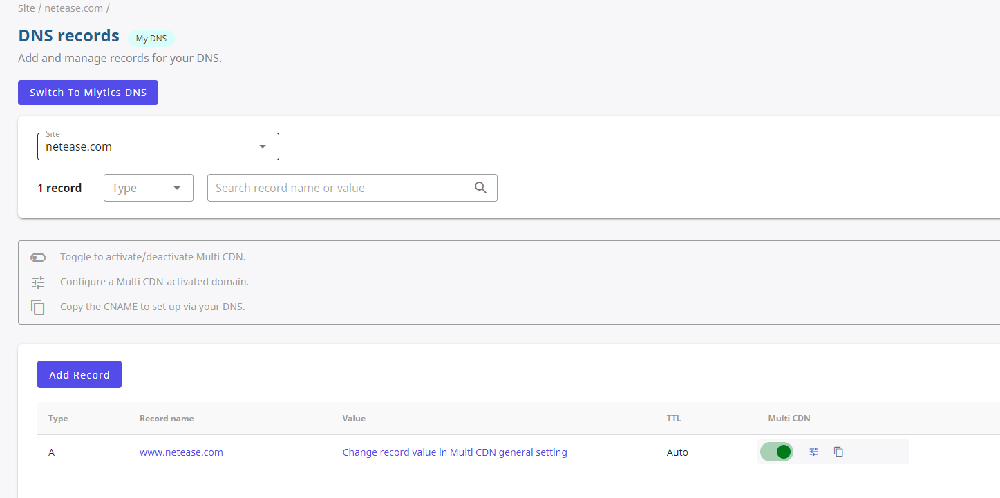 Site / netease.com /
DNS records My DNS
Add and manage records for your DNS.
Switch To Mlytics DNS
Site
netease.com
1 record Type Search record name or value
Toggle to activate/deactivate Multi CDN.
Configure a Multi CDN-activated domain.
Copy the CNAME to set up via your DNS.
Add Record
Type Record name Value TTL Multi CDN
A www.netease.com Change record value in Multi CDN general setting Auto